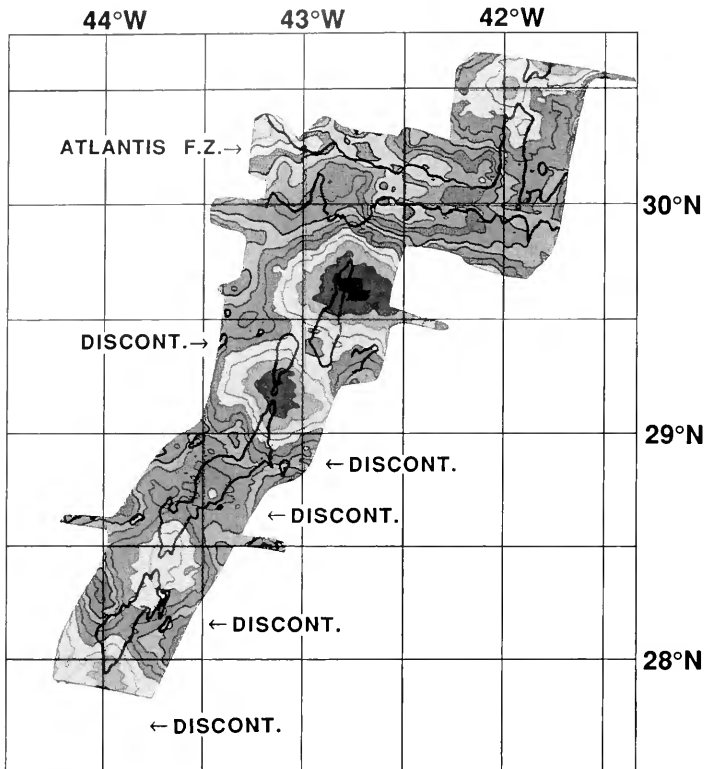 44°W 43°W 42°W
ATLANTIS F.Z.→
30°N
DISCONT.→
29°N
←DISCONT.
←DISCONT.
←DISCONT.
28°N
←DISCONT.